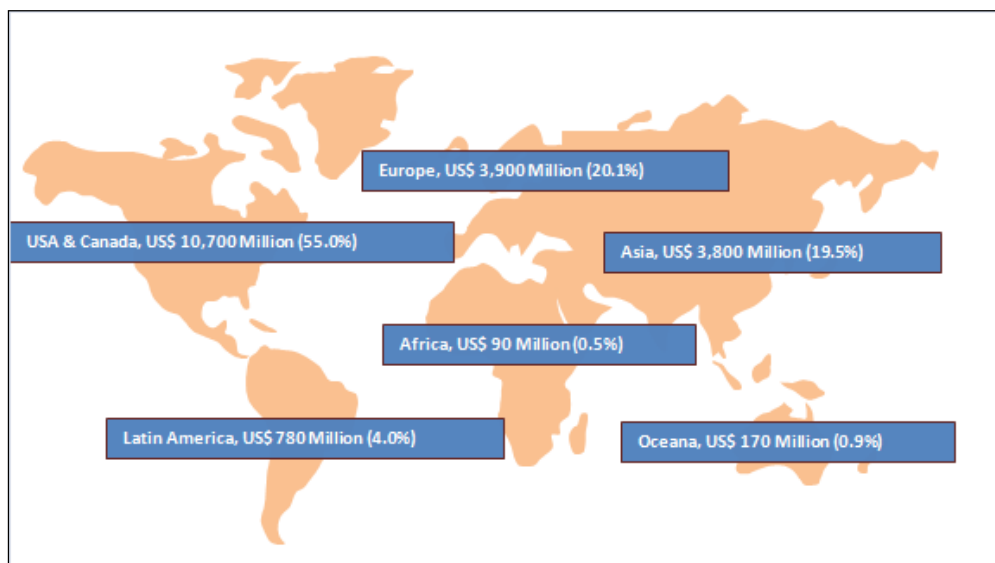 Europe, US$ 3,900 Million (20.1%)
USA & Canada, US$ 10,700 Million (55.0%)
Asia, US$ 3,800 Million (19.5%)
Africa, US$ 90 Million (0.5%)
Latin America, US$ 780 Million (4.0%)
Oceana, US$ 170 Million (0.9%)